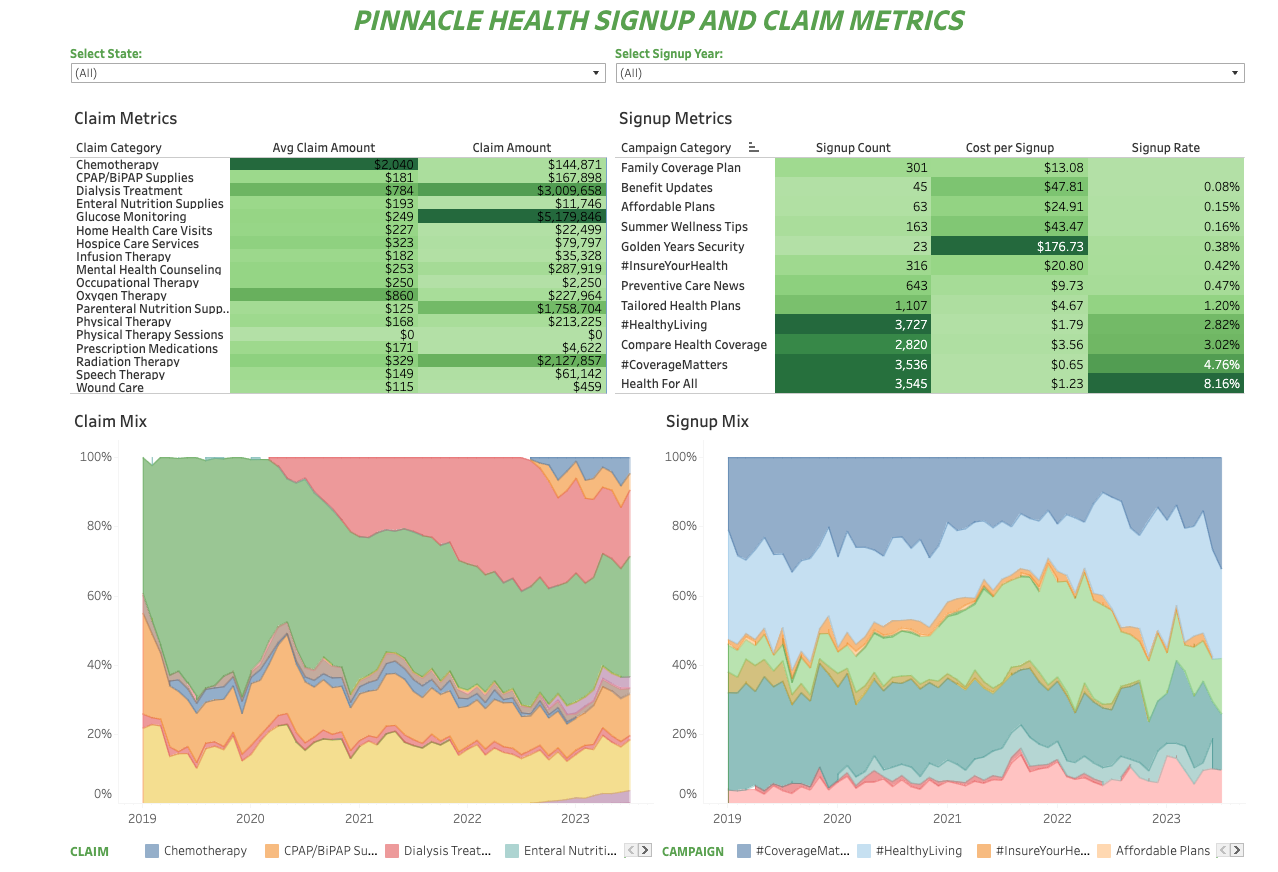 PINNACLE HEALTH SIGNUP AND CLAIM METRICS
Select State:
(All)
Select Signup Year:
(All)
Claim Metrics
Claim Category Avg Claim Amount Claim Amount
Chemotherapy $2,040 $144,871
CPAP/BiPAP Supplies $181 $167,898
Dialysis Treatment $784 $3,009,658
Enteral Nutrition Supplies $193 $11,746
Glucose Monitoring $249 $5,179,846
Home Health Care Visits $227 $22,499
Hospice Care Services $323 $79,797
Infusion Therapy $182 $35,328
Mental Health Counseling $253 $287,919
Occupational Therapy $250 $2,250
Oxygen Therapy $860 $227,964
Parenteral Nutrition Supp.. $125 $1,758,704
Physical Therapy $168 $213,225
Physical Therapy Sessions $0 $0
Prescription Medications $171 $4,622
Radiation Therapy $329 $2,127,857
Speech Therapy $149 $61,142
Wound Care $115 $459
Signup Metrics
Campaign Category Signup Count Cost per Signup Signup Rate
Family Coverage Plan 301 $13.08
Benefit Updates 45 $47.81 0.08%
Affordable Plans 63 $24.91 0.15%
Summer Wellness Tips 163 $43.47 0.16%
Golden Years Security 23 $176.73 0.38%
#InsureYourHealth 316 $20.80 0.42%
Preventive Care News 643 $9.73 0.47%
Tailored Health Plans 1,107 $4.67 1.20%
#HealthyLiving 3,727 $1.79 2.82%
Compare Health Coverage 2,820 $3.56 3.02%
#CoverageMatters 3,536 $0.65 4.76%
Health For All 3,545 $1.23 8.16%
Claim Mix
100%
80%
60%
40%
20%
0%
2019 2020 2021 2022 2023
CLAIM Chemotherapy CPAP/BiPAP Su... Dialysis Treat... Enteral Nutriti...
Signup Mix
100%
80%
60%
40%
20%
0%
2019 2020 2021 2022 2023
CAMPAIGN #CoverageMat... #HealthyLiving #InsureYourHe... Affordable Plans